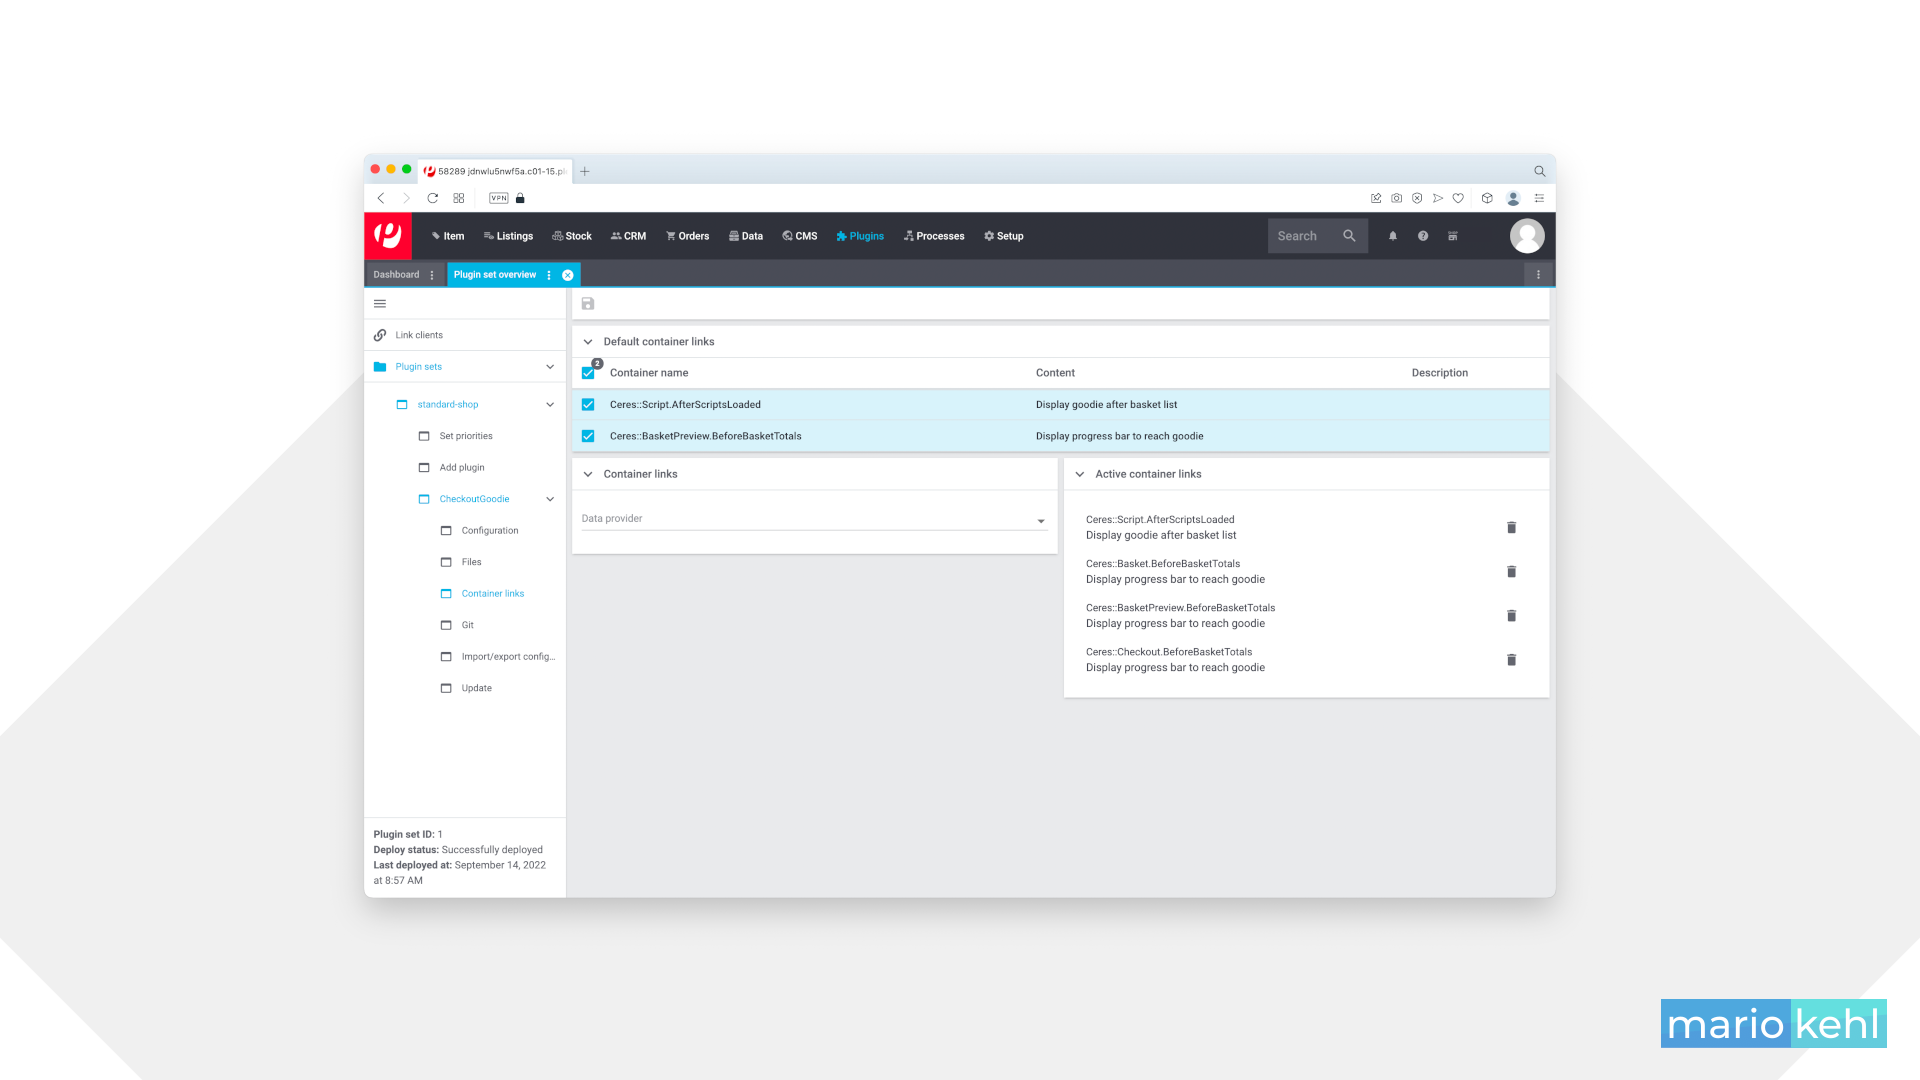 58289 jdnwlu5nwf5a.c01-15.pl
VPN
Item Listings Stock CRM Orders Data CMS Plugins Processes Setup Search
Dashboard Plugin set overview
Link clients
Plugin sets
standard-shop
Set priorities
Add plugin
CheckoutGoodie
Configuration
Files
Container links
Git
Import/export config...
Update
Plugin set ID: 1
Deploy status: Successfully deployed
Last deployed at: September 14, 2022
at 8:57 AM
Default container links
2
Container name Content Description
Ceres::Script.AfterScriptsLoaded Display goodie after basket list
Ceres::BasketPreview.BeforeBasketTotals Display progress bar to reach goodie
Container links
Data provider
Active container links
Ceres::Script.AfterScriptsLoaded
Display goodie after basket list
Ceres::Basket.BeforeBasketTotals
Display progress bar to reach goodie
Ceres::BasketPreview.BeforeBasketTotals
Display progress bar to reach goodie
Ceres::Checkout.BeforeBasketTotals
Display progress bar to reach goodie
mario kehl